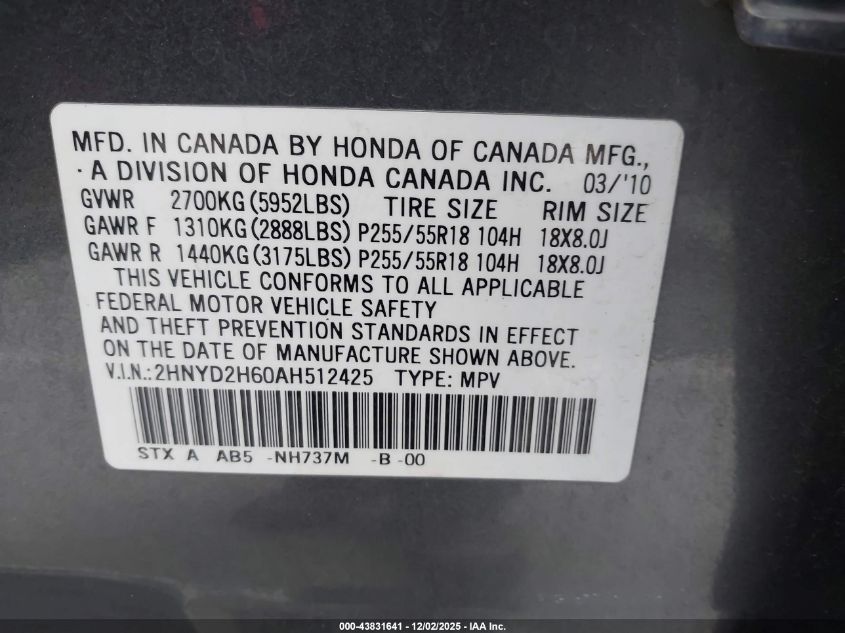 MFD. IN CANADA BY HONDA OF CANADA MFG.,
· A DIVISION OF HONDA CANADA INC. 03/'10
GVWR 2700KG (5952LBS) TIRE SIZE RIM SIZE
GAWR F 1310KG (2888LBS) P255/55R18 104H 18X8.0J
GAWR R 1440KG (3175LBS) P255/55R18 104H 18X8.0J
THIS VEHICLE CONFORMS TO ALL APPLICABLE
FEDERAL MOTOR VEHICLE SAFETY
AND THEFT PREVENTION STANDARDS IN EFFECT
ON THE DATE OF MANUFACTURE SHOWN ABOVE.
V.I.N.:2HNYD2H60AH512425 TYPE: MPV
STX A AB5 -NH737M -B -00
000-43831641 - 12/02/2025 - IAA Inc.